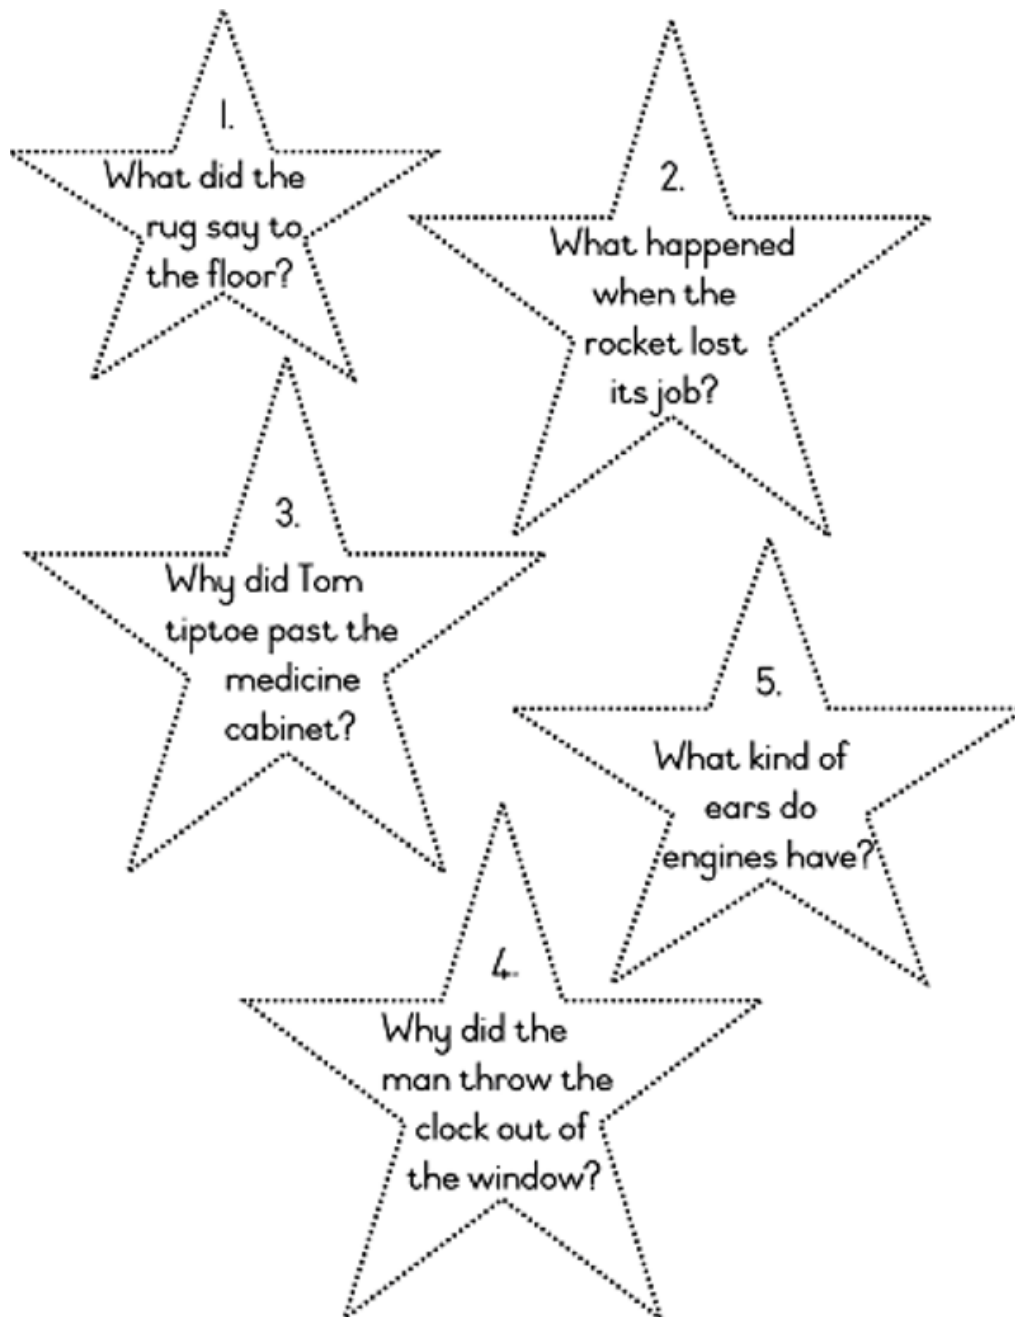 1.
What did the
rug say to
the floor?
2.
What happened
when the
rocket lost
its job?
3.
Why did Tom
tiptoe past the
medicine
cabinet?
5.
What kind of
ears do
engines have?
4.
Why did the
man throw the
clock out of
the window?